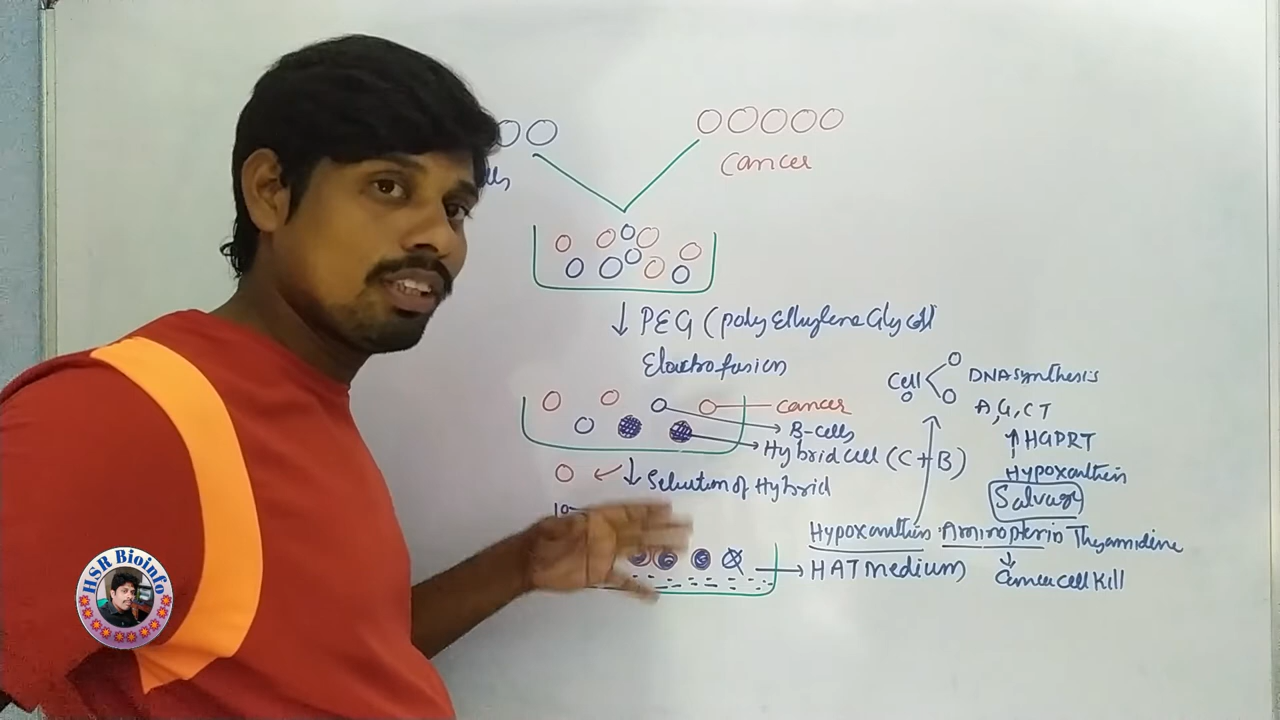 Cancer
PEG (poly Ethylene Glycol
Electrofusion
Cell
DNA synthesis
A, G, C T
cancer
B-cells
HGPRT
Hybrid cell (C + B)
Hypoxanthin
Selection of Hybrid
Salvage
10
Hypoxanthin Aminopterin Thyamidine
HAT medium
Cancer cell Kill
HSR Bioinfo